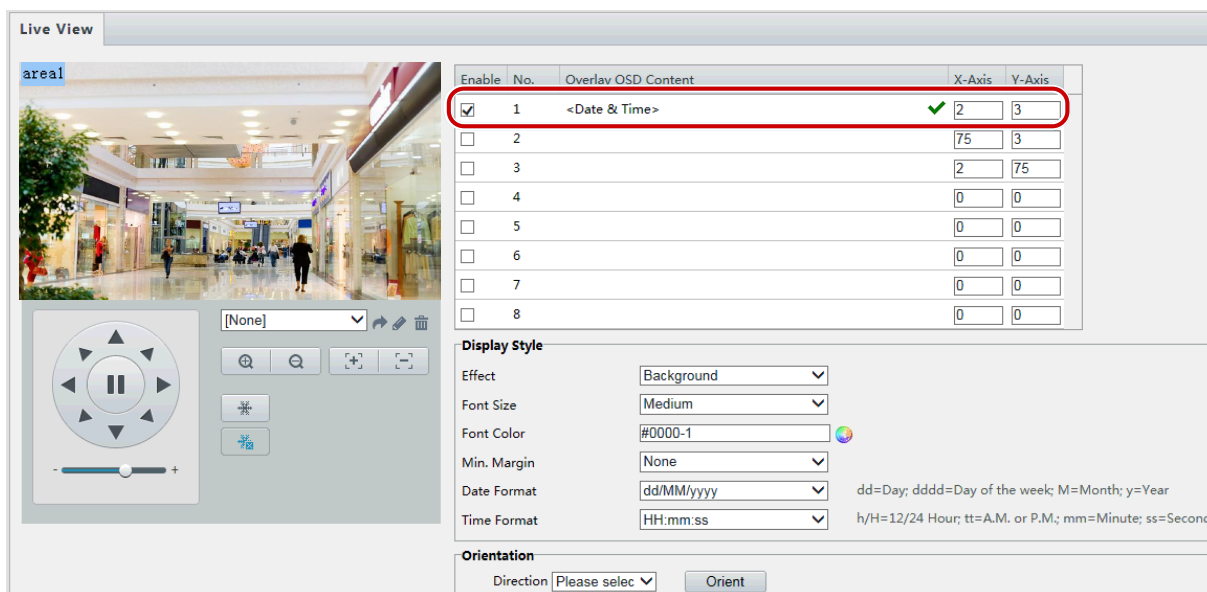 Live View
area1
Enable No. Overlay OSD Content X-Axis Y-Axis
1 <Date & Time> 2 3
2 75 3
3 2 75
4 0 0
5 0 0
6 0 0
7 0 0
8 0 0
[None]
- +
Display Style
Effect Background
Font Size Medium
Font Color #0000-1
Min. Margin None
Date Format dd/MM/yyyy dd=Day; dddd=Day of the week; M=Month; y=Year
Time Format HH:mm:ss h/H=12/24 Hour; tt=A.M. or P.M.; mm=Minute; ss=Second
Orientation
Direction Please selec Orient